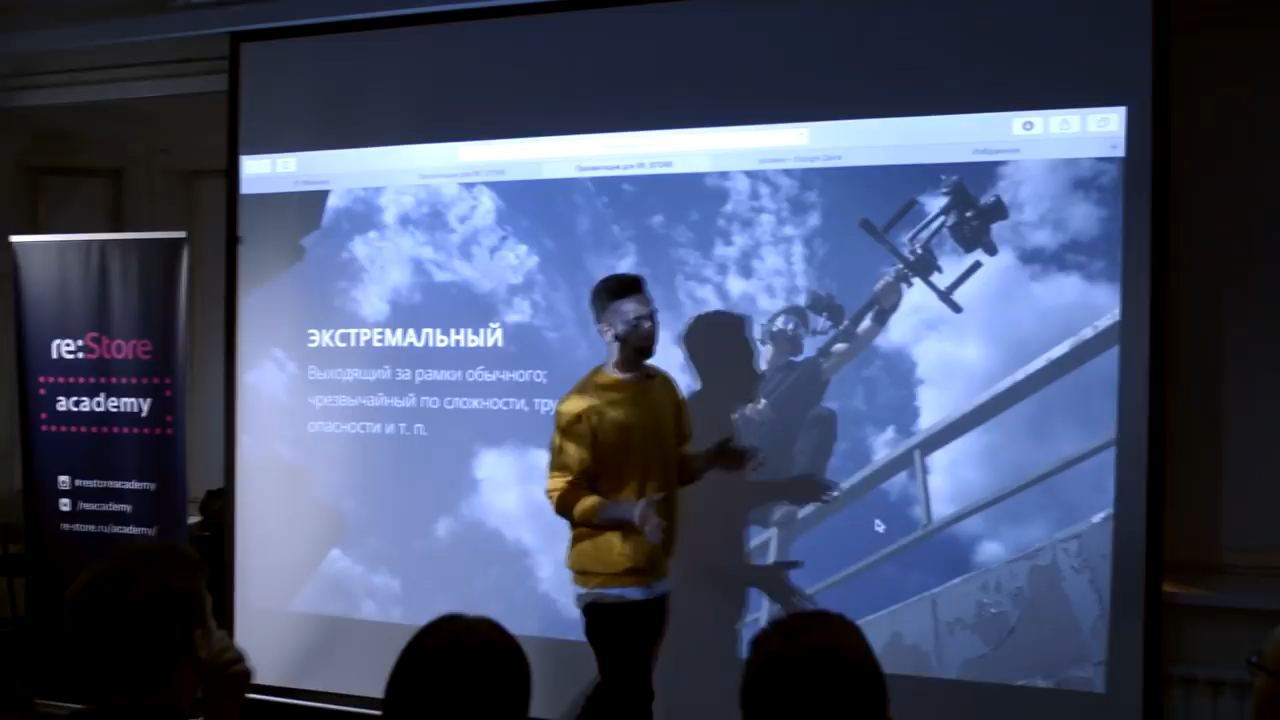 re:Store
academy
#restoreacademy
/reacademy
re-store.ru/academy/
ЭКСТРЕМАЛЬНЫЙ
Выходящий за рамки обычного;
чрезвычайный по сложности, тру
опасности и т. п.